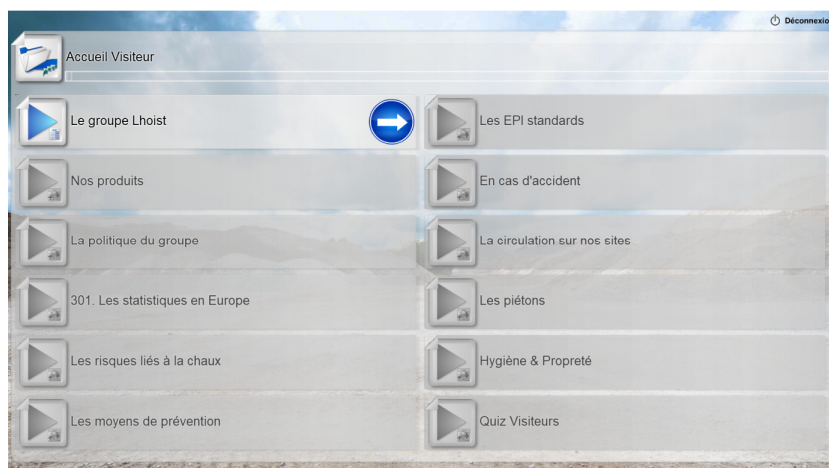 Déconnexio
Accueil Visiteur
Le groupe Lhoist
Les EPI standards
Nos produits
En cas d'accident
La politique du groupe
La circulation sur nos sites
301. Les statistiques en Europe
Les piétons
Les risques liés à la chaux
Hygiène & Propreté
Les moyens de prévention
Quiz Visiteurs